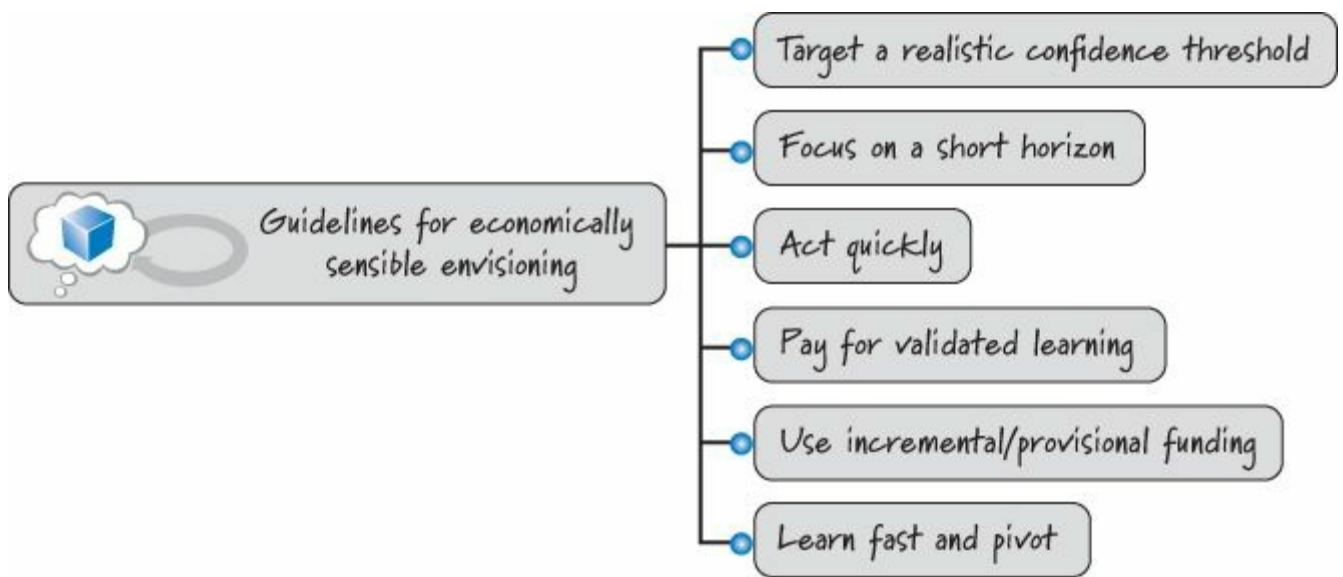 Guidelines for economically
sensible envisioning
Target a realistic confidence threshold
Focus on a short horizon
Act quickly
Pay for validated learning
Use incremental/provisional funding
Learn fast and pivot